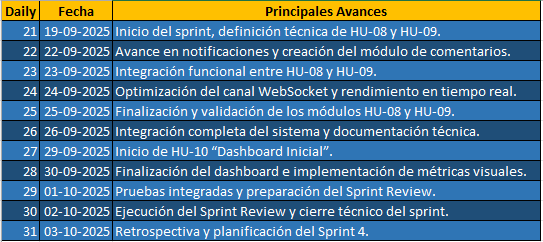 Daily Fecha Principales Avances
21 19-09-2025 Inicio del sprint, definición técnica de HU-08 y HU-09.
22 22-09-2025 Avance en notificaciones y creación del módulo de comentarios.
23 23-09-2025 Integración funcional entre HU-08 y HU-09.
24 24-09-2025 Optimización del canal WebSocket y rendimiento en tiempo real.
25 25-09-2025 Finalización y validación de los módulos HU-08 y HU-09.
26 26-09-2025 Integración completa del sistema y documentación técnica.
27 29-09-2025 Inicio de HU-10 “Dashboard Inicial”.
28 30-09-2025 Finalización del dashboard e implementación de métricas visuales.
29 01-10-2025 Pruebas integradas y preparación del Sprint Review.
30 02-10-2025 Ejecución del Sprint Review y cierre técnico del sprint.
31 03-10-2025 Retrospectiva y planificación del Sprint 4.